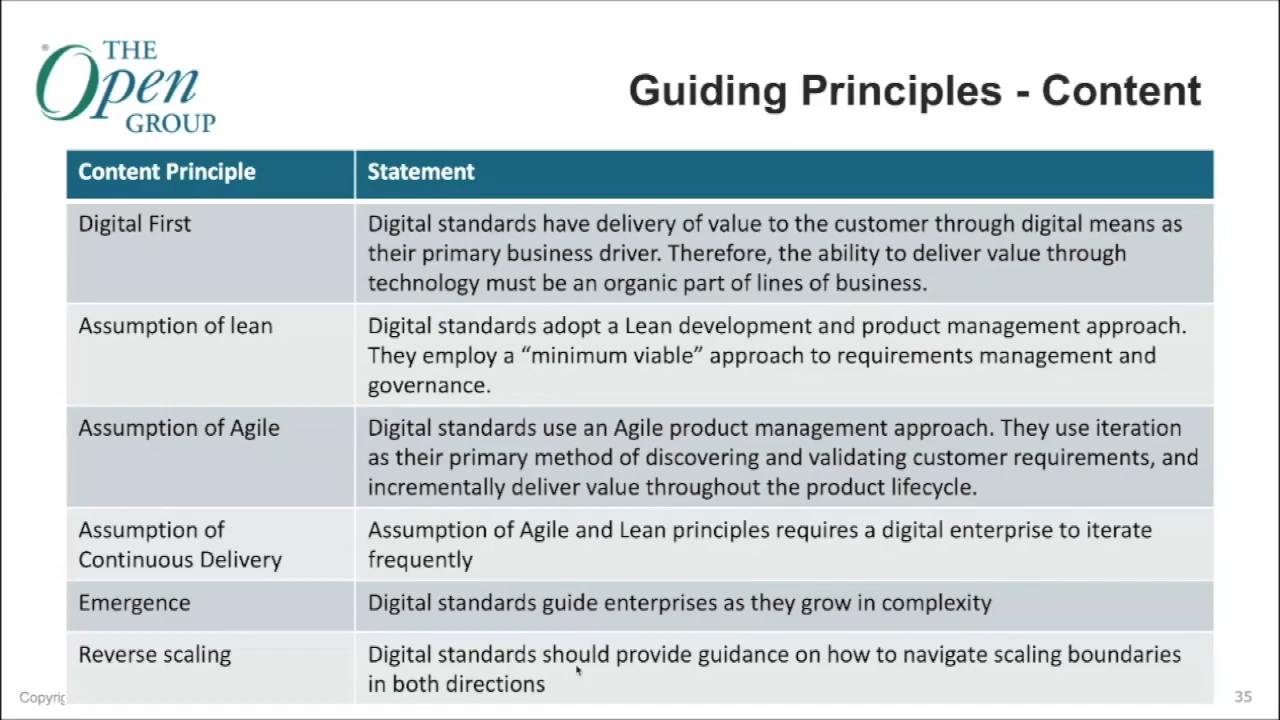 THE
Open
GROUP
®
Guiding Principles - Content
Content Principle
Statement
Digital First
Digital standards have delivery of value to the customer through digital means as
their primary business driver. Therefore, the ability to deliver value through
technology must be an organic part of lines of business.
Assumption of lean
Digital standards adopt a Lean development and product management approach.
They employ a “minimum viable” approach to requirements management and
governance.
Assumption of Agile
Digital standards use an Agile product management approach. They use iteration
as their primary method of discovering and validating customer requirements, and
incrementally deliver value throughout the product lifecycle.
Assumption of
Continuous Delivery
Assumption of Agile and Lean principles requires a digital enterprise to iterate
frequently
Emergence
Digital standards guide enterprises as they grow in complexity
Reverse scaling
Digital standards should provide guidance on how to navigate scaling boundaries
in both directions
35